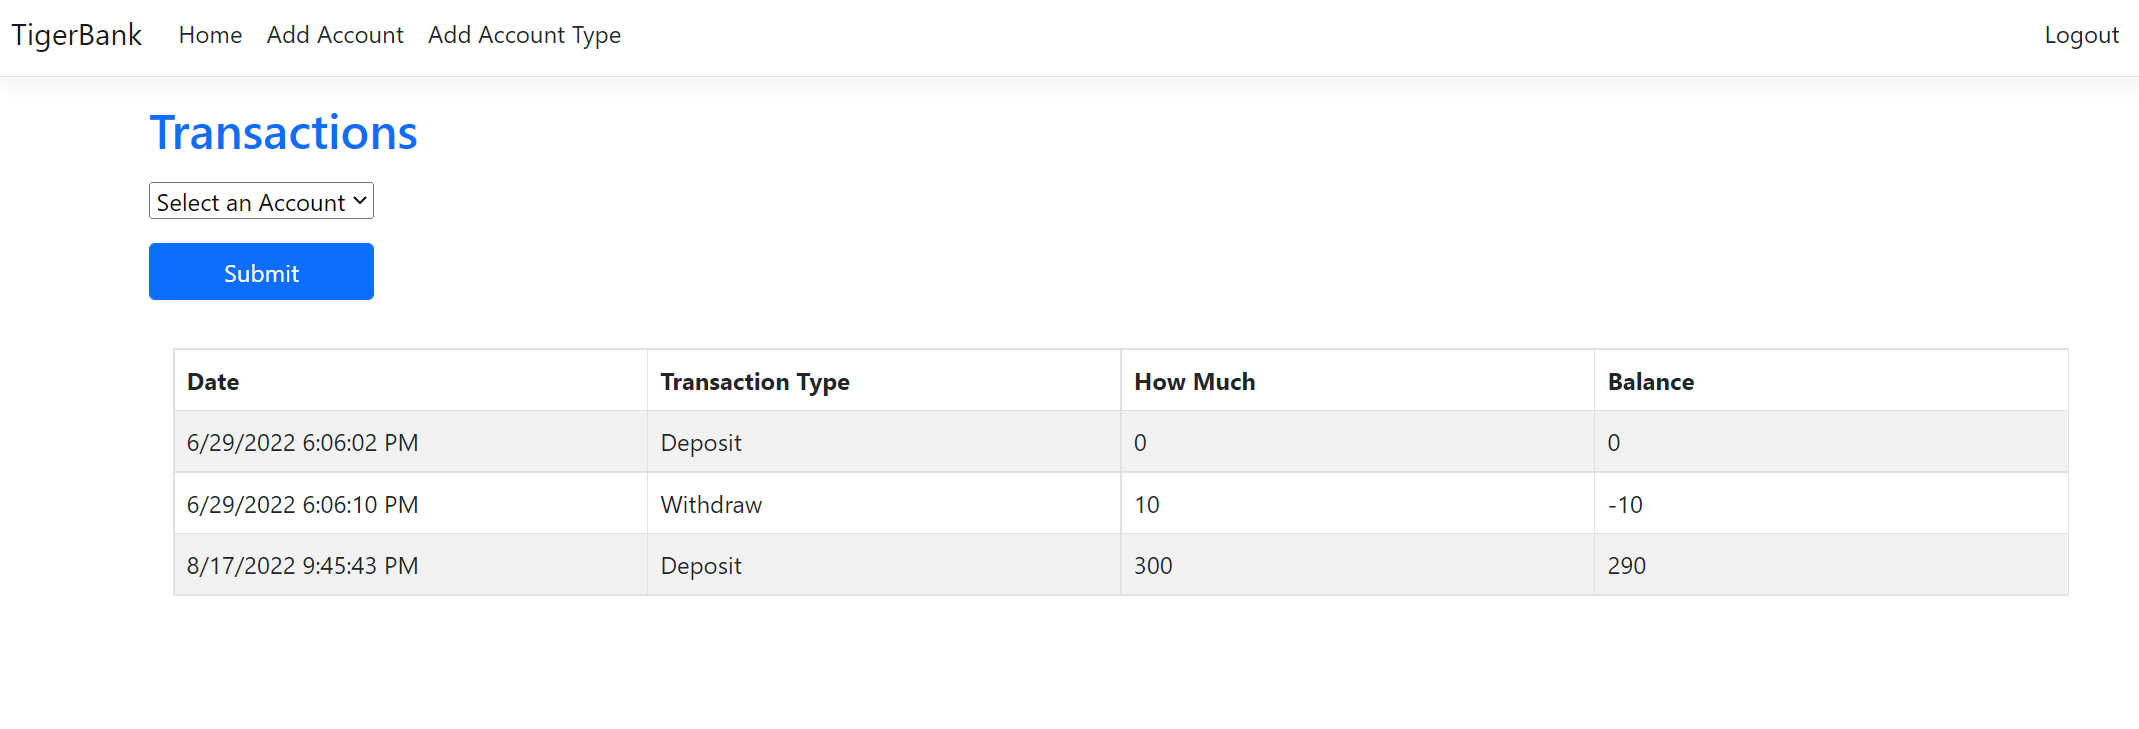 TigerBank Home Add Account Add Account Type Logout
Transactions
Select an Account
Submit
Date Transaction Type How Much Balance
6/29/2022 6:06:02 PM Deposit 0 0
6/29/2022 6:06:10 PM Withdraw 10 -10
8/17/2022 9:45:43 PM Deposit 300 290